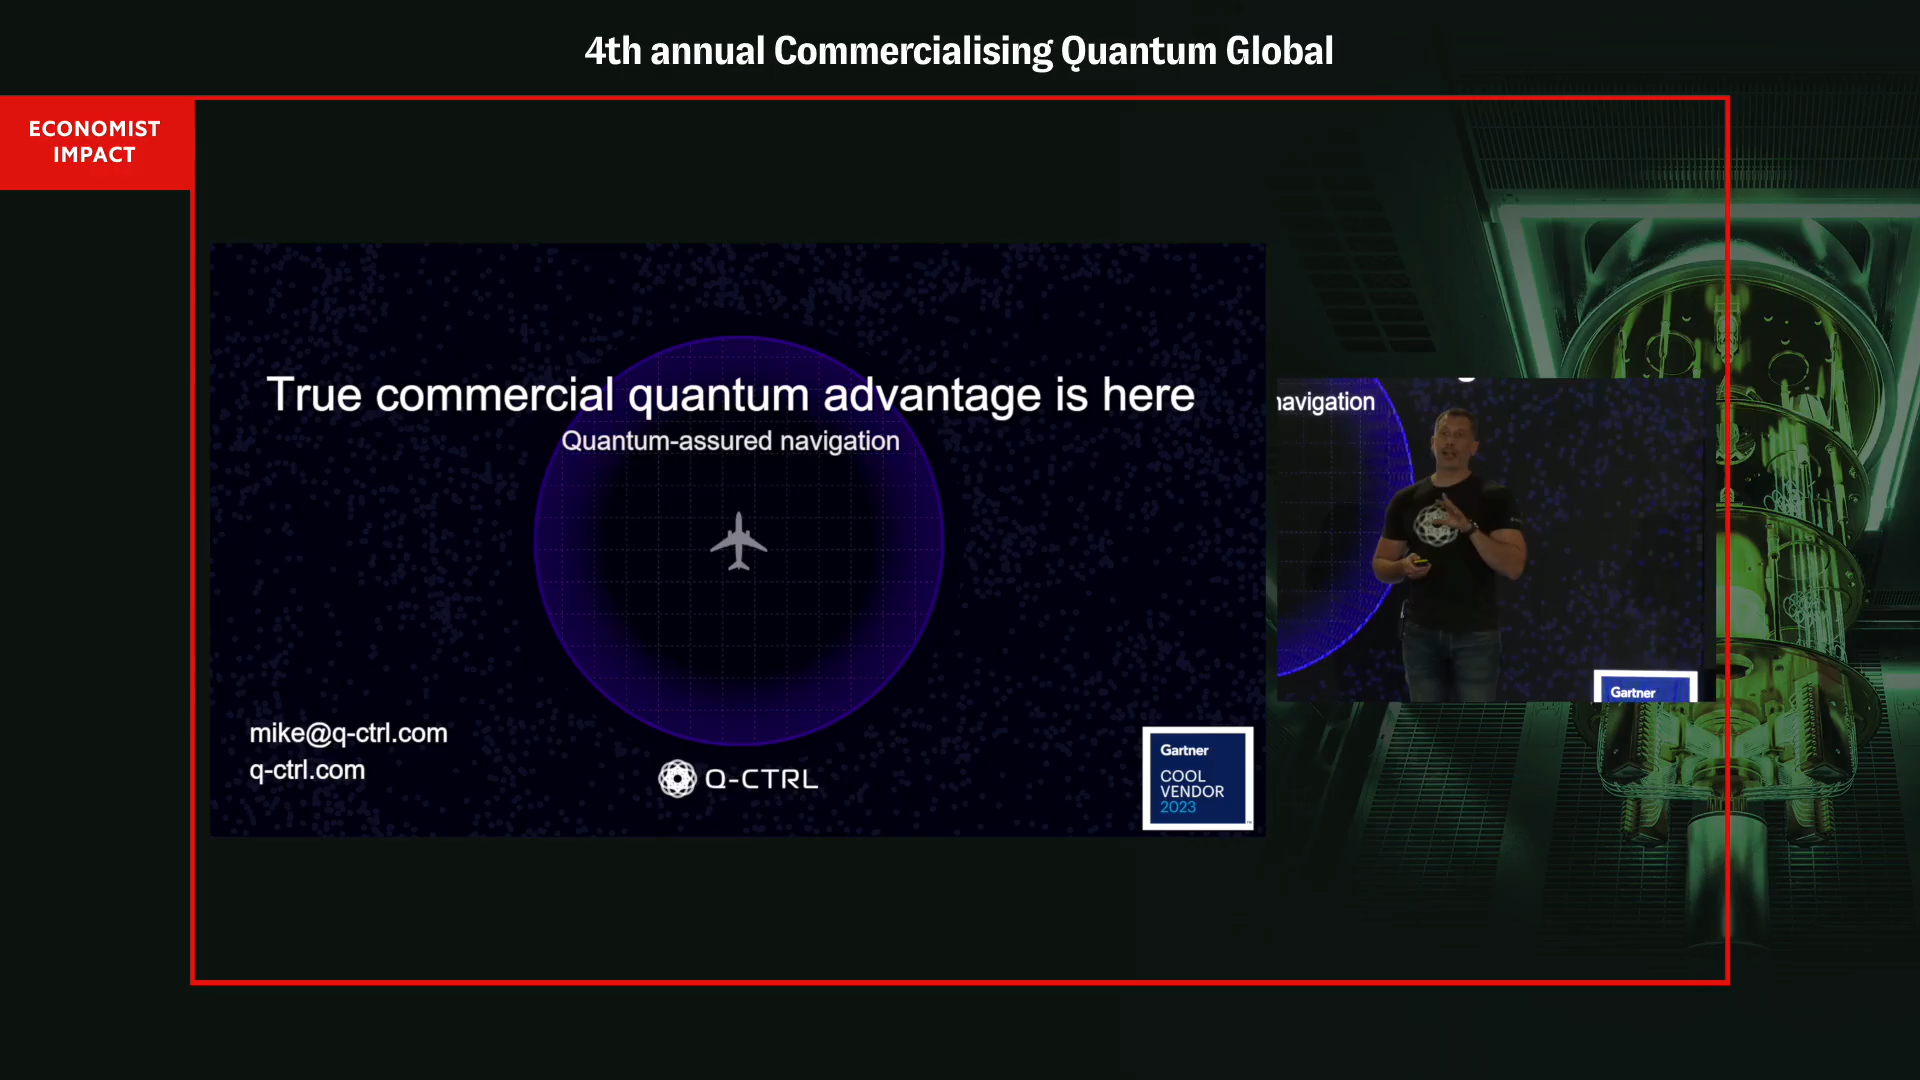 4th annual Commercialising Quantum Global
ECONOMIST
IMPACT
True commercial quantum advantage is here
Quantum-assured navigation
mike@q-ctrl.com
q-ctrl.com
Q-CTRL
Gartner
COOL
VENDOR
2023
navigation
Gartner